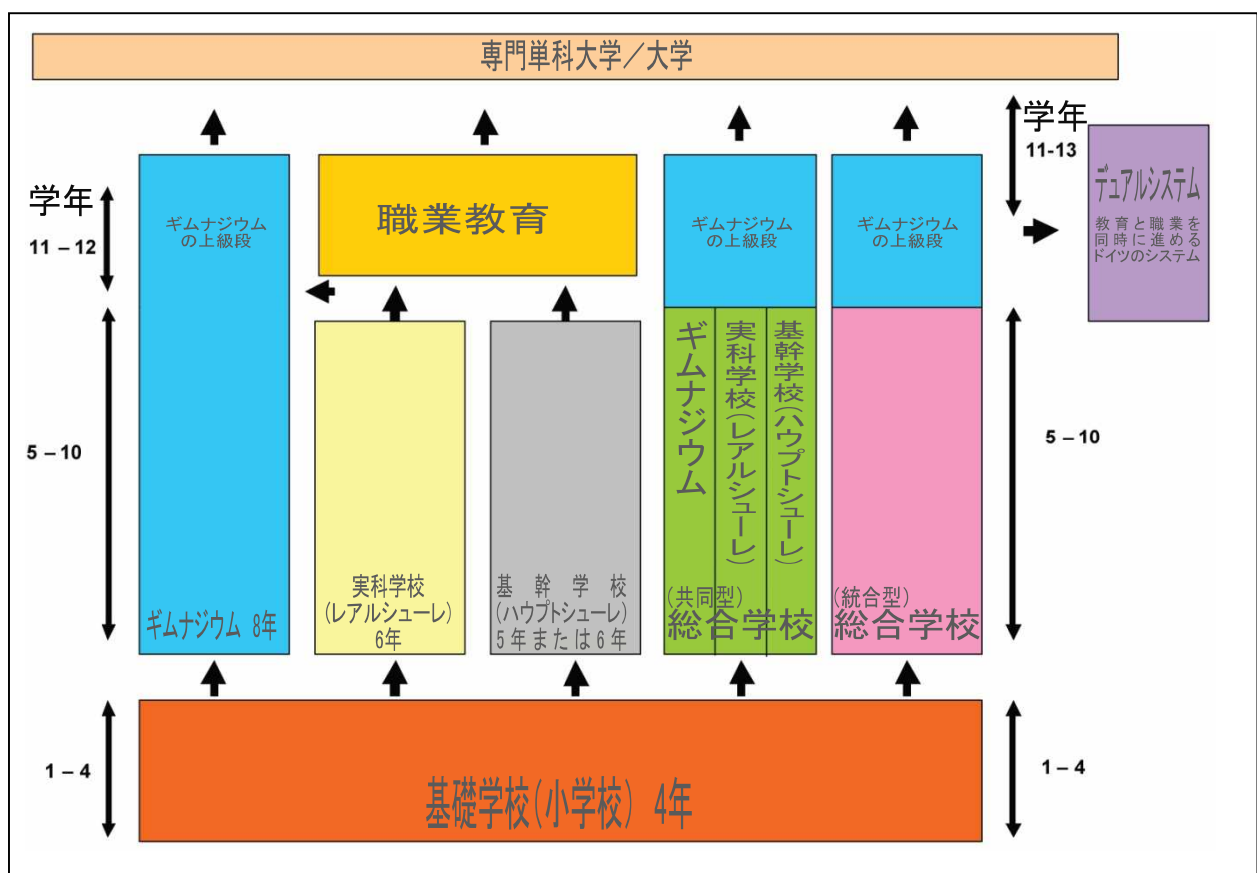 専門単科大学／大学
学年
11-13
デュアルシステム
教育と職業を
同時に進める
ドイツのシステム
学年
11 – 12
ギムナジウム
の上級段
職業教育
ギムナジウム
の上級段
ギムナジウム
の上級段
5 – 10
ギムナジウム 8年
実科学校
(レアルシューレ)
6年
基幹学校
(ハウプトシューレ)
5年または6年
ギムナジウム
実科学校(レアルシューレ)
基幹学校(ハウプトシューレ)
(共同型)
総合学校
(統合型)
総合学校
5 – 10
1 – 4
基礎学校(小学校) 4年
1 – 4